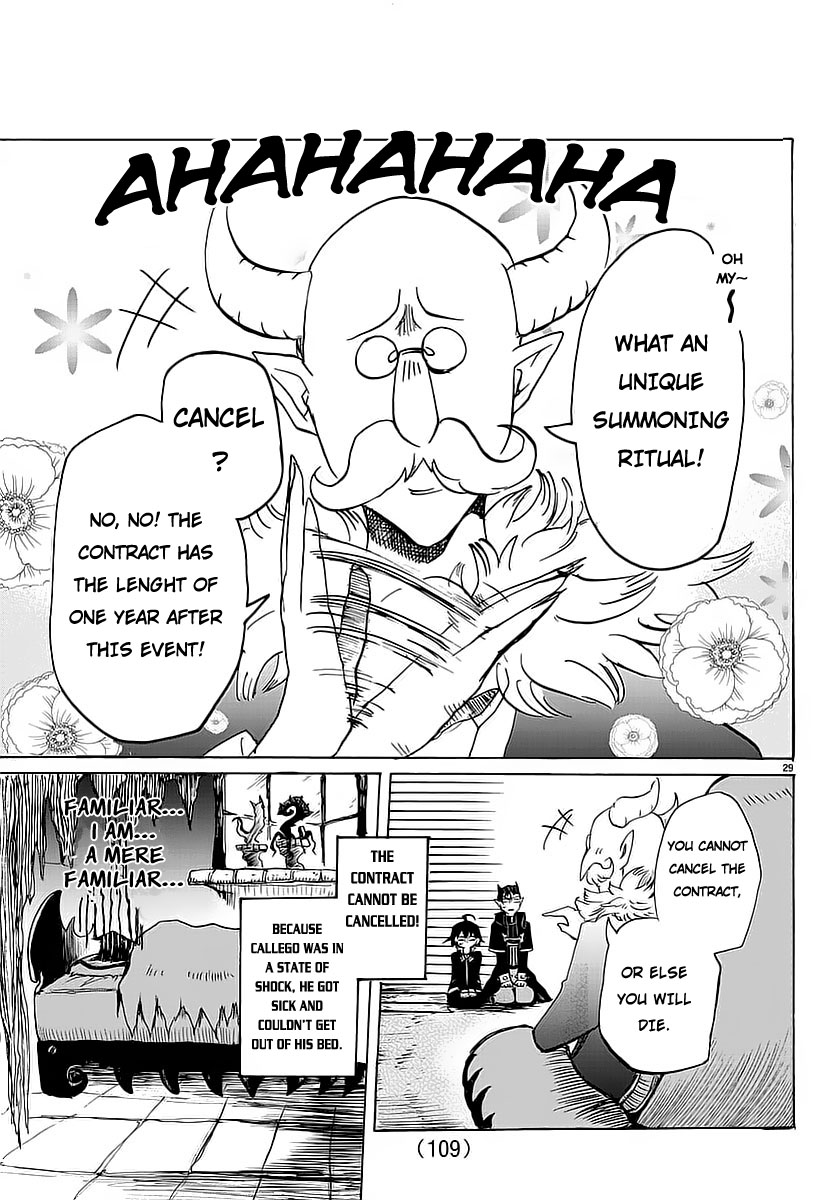 AHAHAHAHAHA
OH
MY~
WHAT AN
UNIQUE
SUMMONING
RITUAL!
CANCEL
?
NO, NO! THE
CONTRACT HAS
THE LENGHT OF
ONE YEAR AFTER
THIS EVENT!
29
YOU CANNOT
CANCEL THE
CONTRACT,
OR ELSE
YOU WILL
DIE.
THE
CONTRACT
CANNOT BE
CANCELLED!
BECAUSE
CALLEGO WAS IN
A STATE OF
SHOCK, HE GOT
SICK AND
COULDN'T GET
OUT OF HIS BED.
FAMILIAR...
I AM...
A MERE
FAMILIAR...
(109)